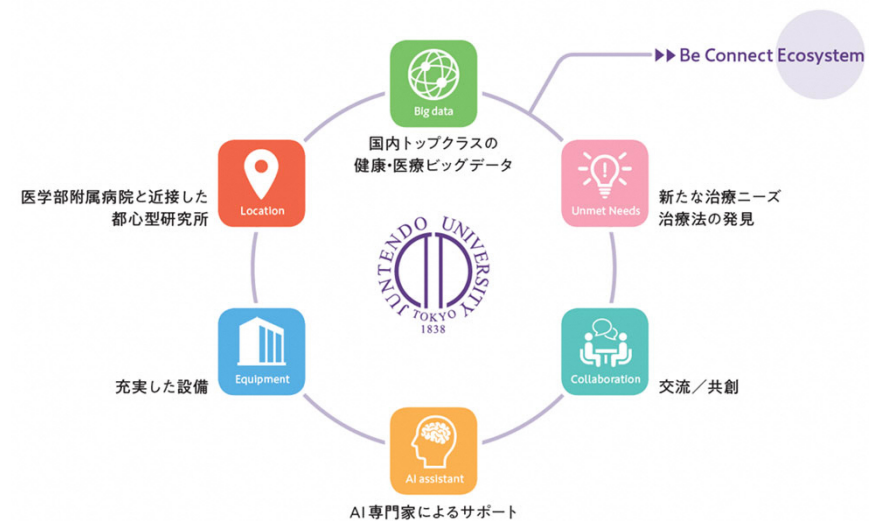 ▶▶Be Connect Ecosystem
Big data
国内トップクラスの
健康・医療ビッグデータ
Unmet Needs
新たな治療ニーズ
治療法の発見
Collaboration
交流／共創
AI assistant
AI専門家によるサポート
Equipment
充実した設備
Location
医学部附属病院と近接した
都心型研究所
JUNTENDO UNIVERSITY
TOKYO
1838